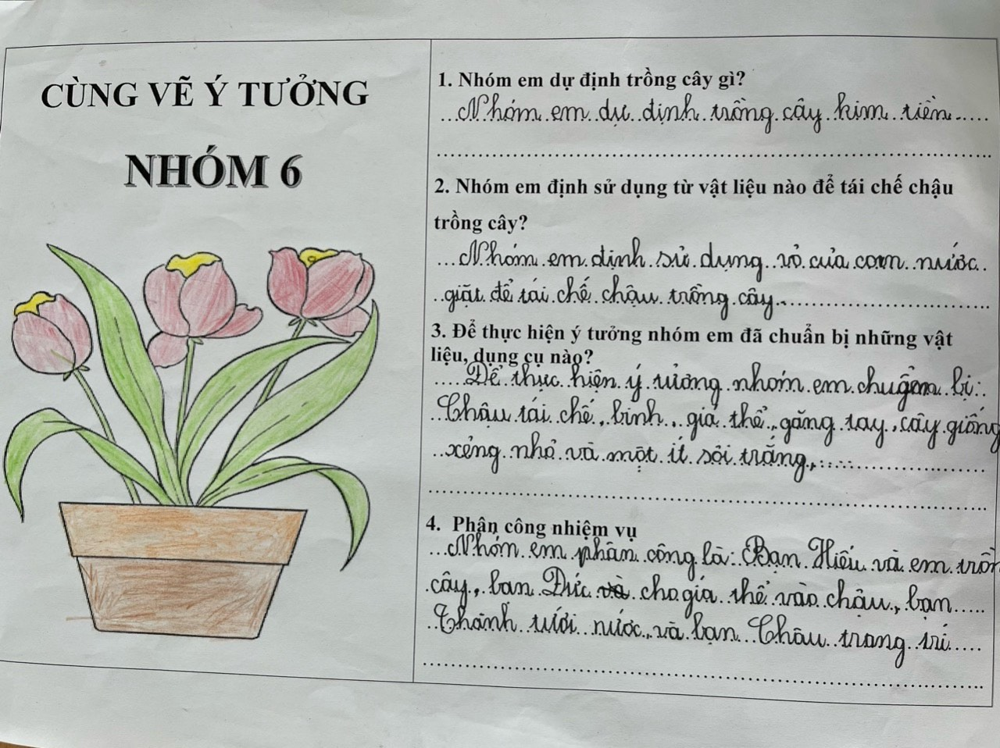 CÙNG VẼ Ý TƯỞNG
NHÓM 6
1. Nhóm em dự định trồng cây gì?
Nhóm em dự định trồng cây kim tiền
2. Nhóm em định sử dụng từ vật liệu nào để tái chế chậu
trồng cây?
Nhóm em định sử dụng vỏ của con nước
giặt để tái chế chậu trồng cây.
3. Để thực hiện ý tưởng nhóm em đã chuẩn bị những vật
liệu, dụng cụ nào?
Để thực hiện ý tưởng nhóm em chuẩn bị:
Chậu tái chế, bình, giá thể, găng tay, cây giống
xẻng nhỏ và một ít sỏi trắng,...
4. Phân công nhiệm vụ
Nhóm em phân công là: Bạn Hiếu và em trồn
cây, ban Đức cho giá thể vào chậu, bạn
Thành tưới nước, và bạn Châu trang trí